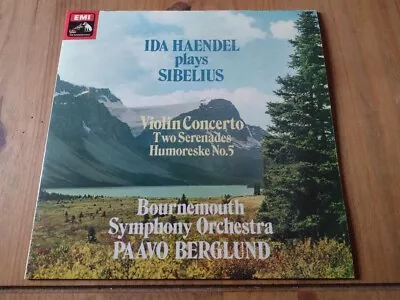 EMI
IDA HAENDEL
plays
SIBELIUS
Violin Concerto
Two Serenades
Humoreske No.5
Bournemouth
Symphony Orchestra
PAAVO BERGLUND